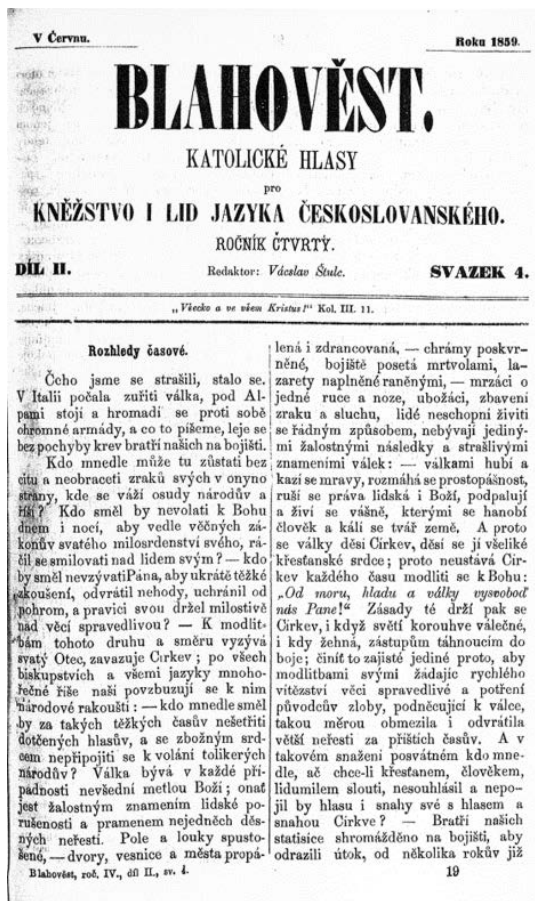 V Červnu.
Roku 1859.
BLAHOVĚST.
KATOLICKÉ HLASY
pro
KNĚŽSTVO I LID JAZYKA ČESKOSLOVANSKÉHO.
ROČNÍK ČTVRTÝ.
DÍL II.
Redaktor: Vácslav Štulc.
SVAZEK 4.
„Všecko a ve všem Kristus!“ Kol. III. 11.
Rozhledy časové.
Čeho jsme se strašili, stalo se.
V Italii počala zuřiti válka, pod Al-
pami stojí a hromadí se proti sobě
ohromné armády, a co to píšeme, leje se
bez pochyby krev bratří našich na bojišti.
Kdo mnedle může tu zůstati bez
citu a neobraceti zraků svých v onyno
strany, kde se váží osudy národův a
říší? Kdo směl by nevolati k Bohu
dnem i nocí, aby vedle věčných zá-
konův svatého milosrdenství svého, rá-
čil se smilovati nad lidem svým? — kdo
by směl nevzývati Pána, aby ukrátě těžké
zkoušení, odvrátil nehody, uchránil od
pohrom, a pravici svou držel milostivě
nad věcí spravedlivou? — K modlit-
bám tohoto druhu a směru vyzývá
svatý Otec, zavazuje Církev; po všech
biskupstvích a všemi jazyky mnoho-
řečné říše naší povzbuzují se k nim
národové rakouští: — kdo mnedle směl
by za takých těžkých časův nešetřiti
dotčených hlasův, a se zbožným srd-
cem nepřipojiti se k volání tolikerých
národův? Válka bývá v každé pří-
padnosti nevšední metlou Boží; onať
jest žalostným znamením lidské po-
rušenosti a pramenem nejedněch děs-
ných neřestí. Pole a louky spusto-
šené, — dvory, vesnice a města propá-
lená i zdrancovaná, — chrámy poskvr-
něné, bojiště posetá mrtvolami, la-
zarety naplněné raněnými, — mrzáci o
jedné ruce a noze, ubožáci, zbavení
zraku a sluchu, lidé neschopní živiti
se řádným způsobem, nebývají jediný-
mi žalostnými následky a strašlivými
znameními válek: — válkami hubí a
kazí se mravy, rozmáhá se prostopášnost,
ruší se práva lidská i Boží, podpalují
a živí se vášně, kterými se hanobí
člověk a kálí se tvář země. A proto
se války děsí Církev, děsí se jí všeliké
křesťanské srdce; proto neustává Cír-
kev každého času modliti se k Bohu:
„Od moru, hladu a války vysvoboď
nás Pane!“ Zásady té drží pak se
Církev, i když světí korouhve válečné,
i kdy žehná, zástupům táhnoucím do
boje; činíť to zajisté jediné proto, aby
modlitbami svými žádajíc rychlého
vítězství věci spravedlivé a potření
původcův zloby, podněcující k válce,
takou měrou obmezila i odvrátila
větší neřesti za příštích časův. A v
takovém snažení posvátném kdo mne-
dle, ač chce-li křesťanem, člověkem,
lidumilem slouti, nesouhlásil a nepo-
jil by hlasu i snahy své s hlasem a
snahou Církve? — Bratří našich
statisíce shromážděno na bojišti, aby
odrazili útok, od několika rokův již
Blahověst, roč. IV., díl II., sv. 4.
19